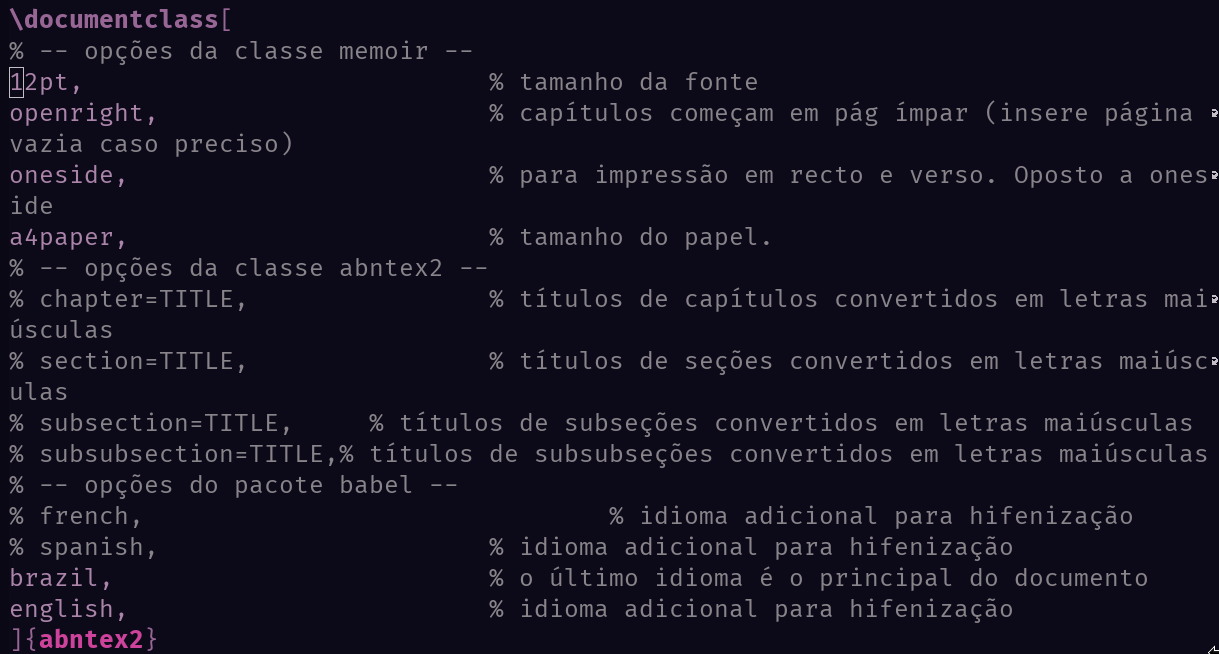 \documentclass[
% -- opções da classe memoir --
12pt, % tamanho da fonte
openright, % capítulos começam em pág ímpar (insere página
vazia caso preciso)
oneside, % para impressão em recto e verso. Oposto a ones
ide
a4paper, % tamanho do papel.
% -- opções da classe abntex2 --
% chapter=TITLE, % títulos de capítulos convertidos em letras mai
úsculas
% section=TITLE, % títulos de seções convertidos em letras maiúsc
ulas
% subsection=TITLE, % títulos de subseções convertidos em letras maiúsculas
% subsubsection=TITLE,% títulos de subsubseções convertidos em letras maiúsculas
% -- opções do pacote babel --
% french, % idioma adicional para hifenização
% spanish, % idioma adicional para hifenização
brazil, % o último idioma é o principal do documento
english, % idioma adicional para hifenização
]{abntex2}